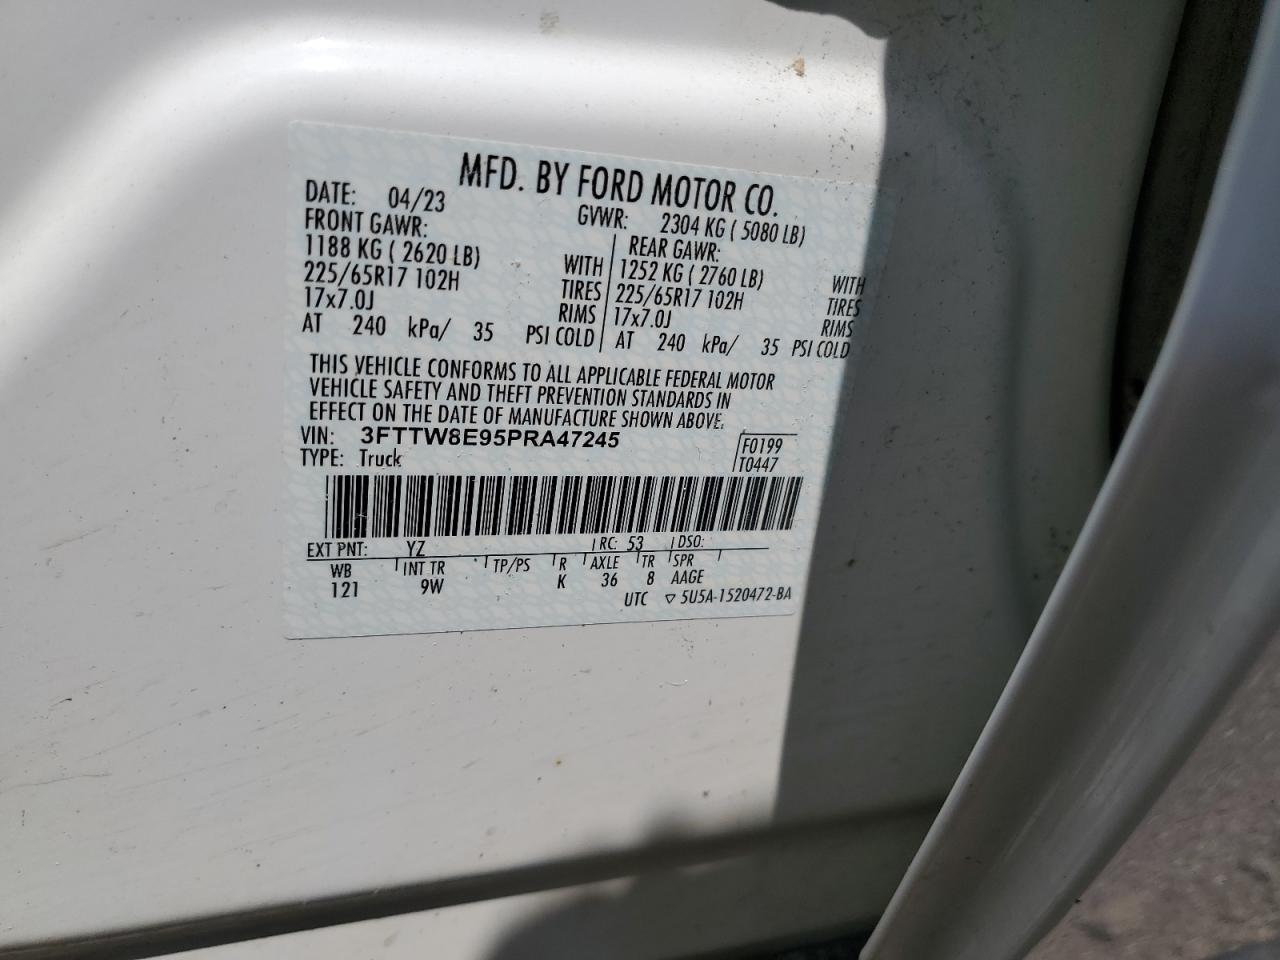 MFD. BY FORD MOTOR CO.
DATE: 04/23 GVWR: 2304 KG ( 5080 LB)
FRONT GAWR: REAR GAWR:
1188 KG ( 2620 LB) WITH 1252 KG ( 2760 LB) WITH
225/65R17 102H TIRES 225/65R17 102H TIRES
17x7.0J RIMS 17x7.0J RIMS
AT 240 kPa/ 35 PSI COLD AT 240 kPa/ 35 PSI COLD
THIS VEHICLE CONFORMS TO ALL APPLICABLE FEDERAL MOTOR
VEHICLE SAFETY AND THEFT PREVENTION STANDARDS IN
EFFECT ON THE DATE OF MANUFACTURE SHOWN ABOVE.
VIN: 3FTTW8E95PRA47245 F0199
TYPE: Truck T0447
EXT PNT: YZ RC: 53 DSO:
WB INT TR TP/PS R AXLE TR SPR
121 9W K 36 8 AAGE
UTC ▽ 5U5A-1520472-BA